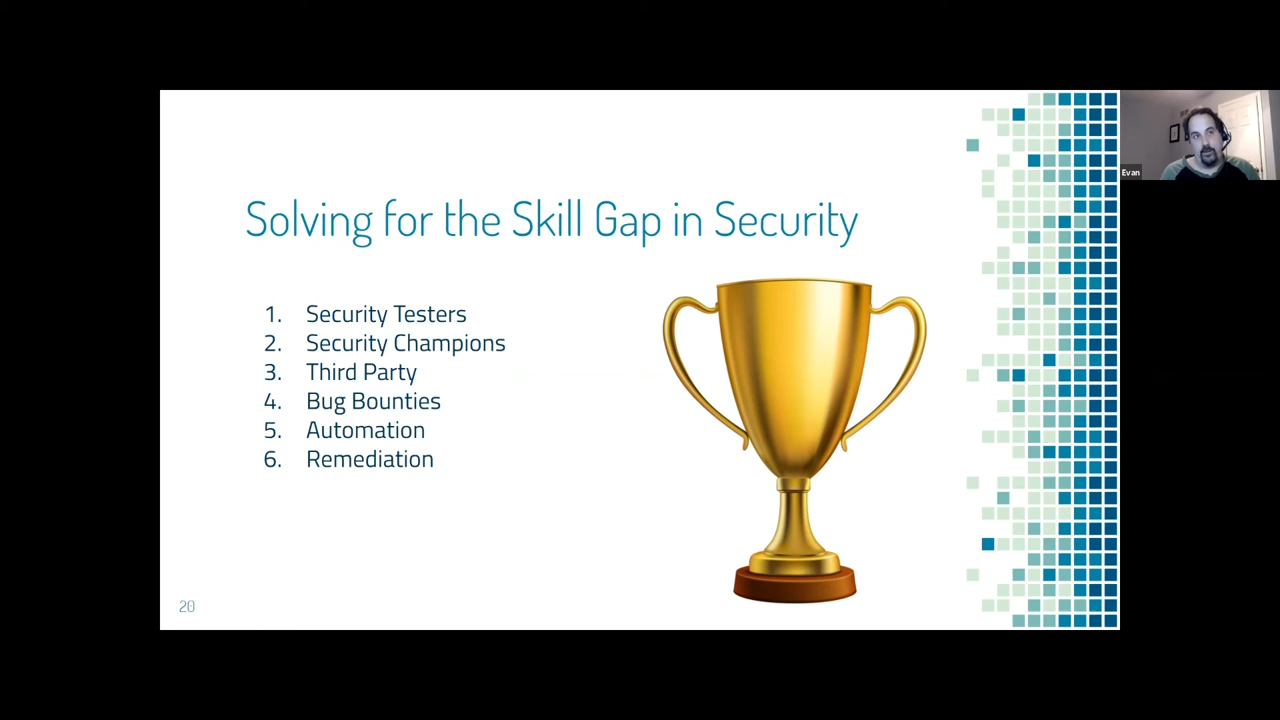 Solving for the Skill Gap in Security
1. Security Testers
2. Security Champions
3. Third Party
4. Bug Bounties
5. Automation
6. Remediation
20
Evan